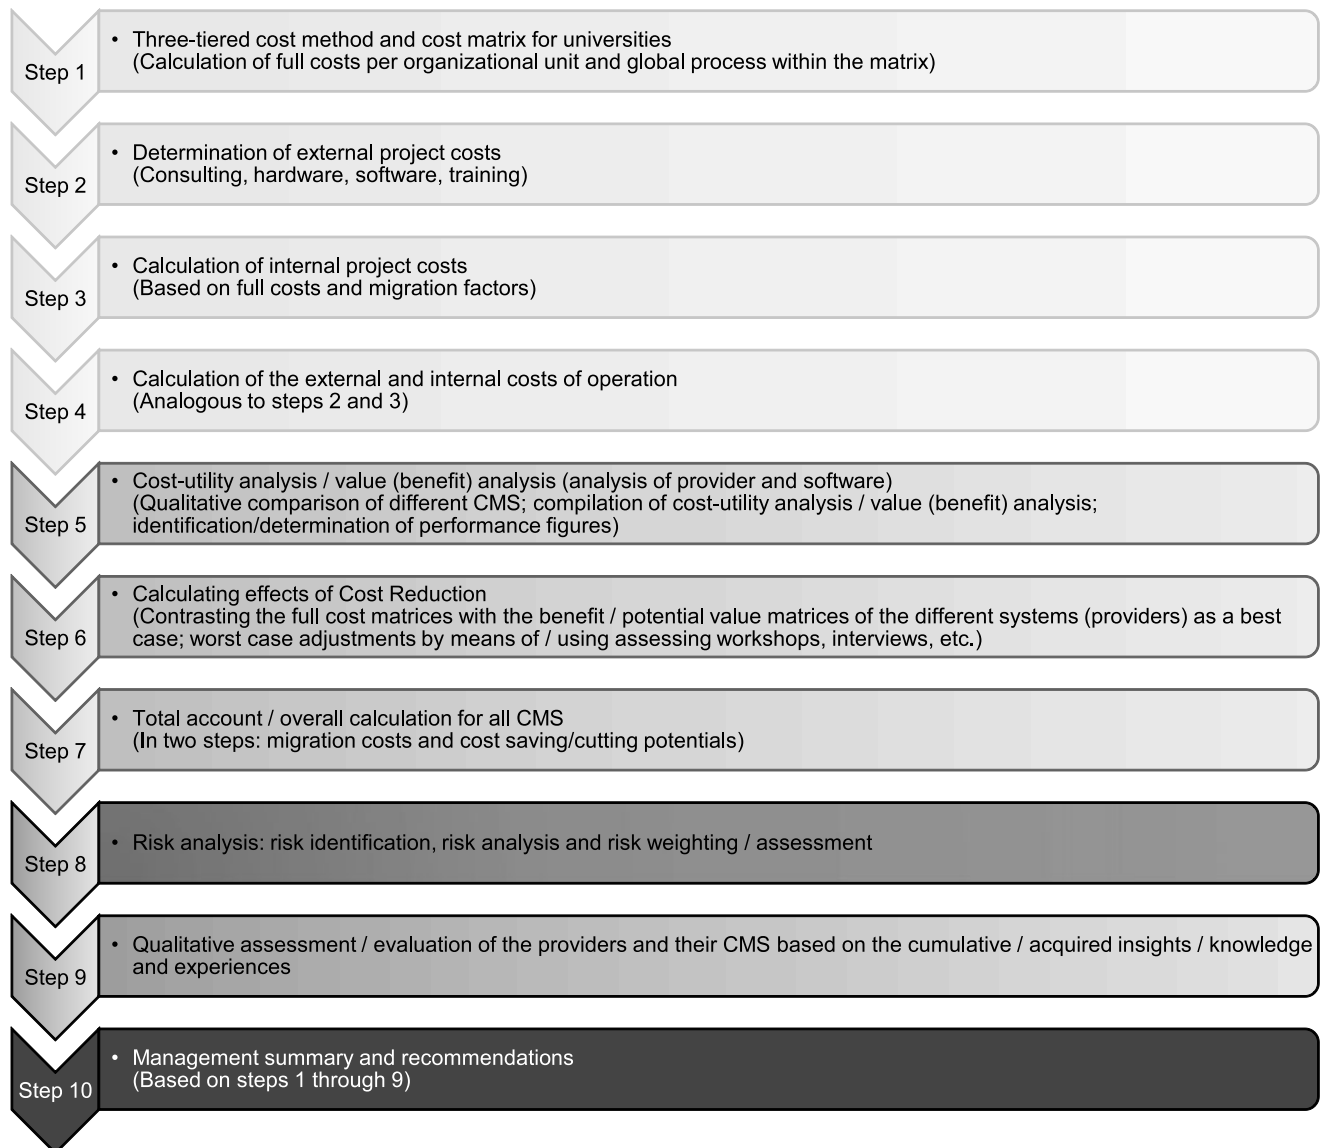 Step 1
• Three-tiered cost method and cost matrix for universities
(Calculation of full costs per organizational unit and global process within the matrix)
Step 2
• Determination of external project costs
(Consulting, hardware, software, training)
Step 3
• Calculation of internal project costs
(Based on full costs and migration factors)
Step 4
• Calculation of the external and internal costs of operation
(Analogous to steps 2 and 3)
Step 5
• Cost-utility analysis / value (benefit) analysis (analysis of provider and software)
(Qualitative comparison of different CMS; compilation of cost-utility analysis / value (benefit) analysis;
identification/determination of performance figures)
Step 6
• Calculating effects of Cost Reduction
(Contrasting the full cost matrices with the benefit / potential value matrices of the different systems (providers) as a best
case; worst case adjustments by means of / using assessing workshops, interviews, etc.)
Step 7
• Total account / overall calculation for all CMS
(In two steps: migration costs and cost saving/cutting potentials)
Step 8
• Risk analysis: risk identification, risk analysis and risk weighting / assessment
Step 9
• Qualitative assessment / evaluation of the providers and their CMS based on the cumulative / acquired insights / knowledge
and experiences
Step 10
• Management summary and recommendations
(Based on steps 1 through 9)